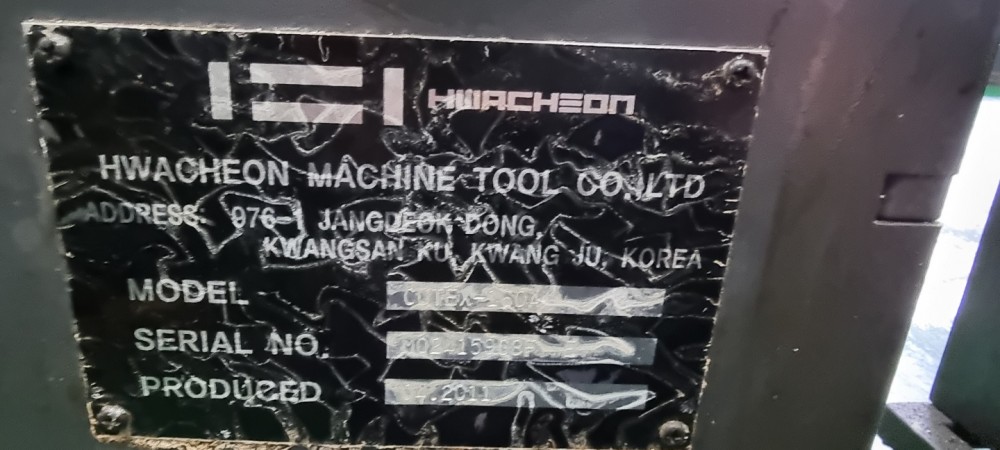 HWACHEON
HWACHEON MACHINE TOOL CO.,LTD
ADDRESS: 976-1 JANGDEOK DONG,
KWANGSAN KU, KWANG JU, KOREA
MODEL
SERIAL NO.
PRODUCED .2011